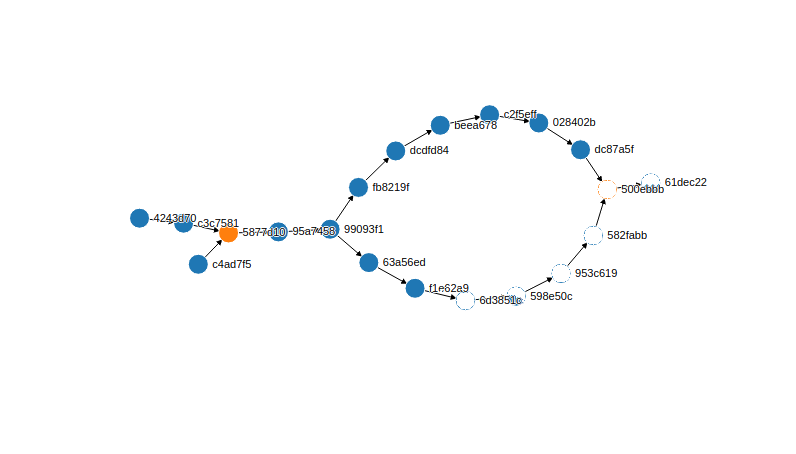 c2f5eff
028402b
beea678
dcdfd84
dc87a5f
61dec22
fb8219f
500ebbb
4243d70
c3c7581
99093f1
5877d10
95a7458
582fabb
c4ad7f5
63a56ed
953c619
f1e62a9
598e50c
6d3851c